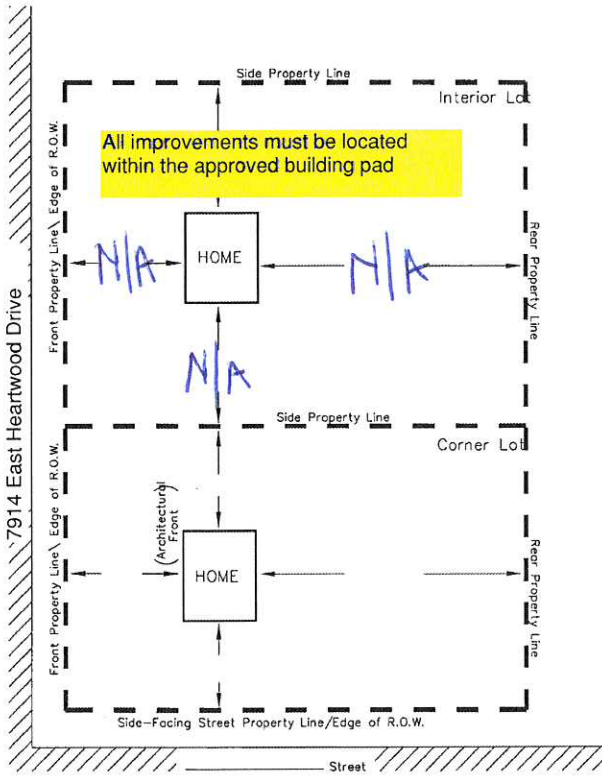 Side Property Line
Interior Lot
All improvements must be located
within the approved building pad
Front Property Line\ Edge of R.O.W.
N/A
HOME
N/A
Rear Property Line
7914 East Heartwood Drive
N/A
Side Property Line
Corner Lot
Front Property Line\ Edge of R.O.W.
(Architectural
Front)
HOME
Rear Property Line
Side-Facing Street Property Line/Edge of R.O.W.
Street